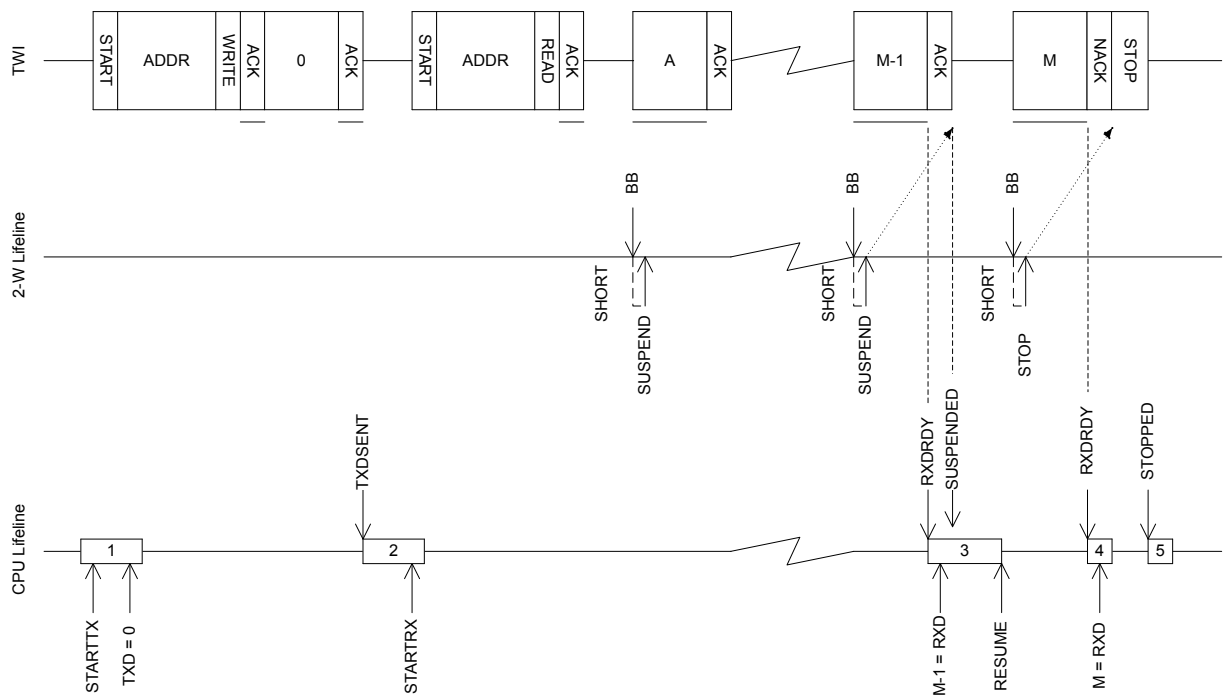 TWI
START
ADDR
WRITE
ACK
0
ACK
START
ADDR
READ
ACK
A
ACK
M-1
ACK
M
NACK
STOP
2-W Lifeline
BB
SHORT
SUSPEND
BB
SHORT
SUSPEND
BB
SHORT
STOP
CPU Lifeline
TXDSENT
RXDRDY
SUSPENDED
RXDRDY
STOPPED
1
2
3
4
5
STARTTX
TXD = 0
STARTRX
M-1 = RXD
RESUME
M = RXD